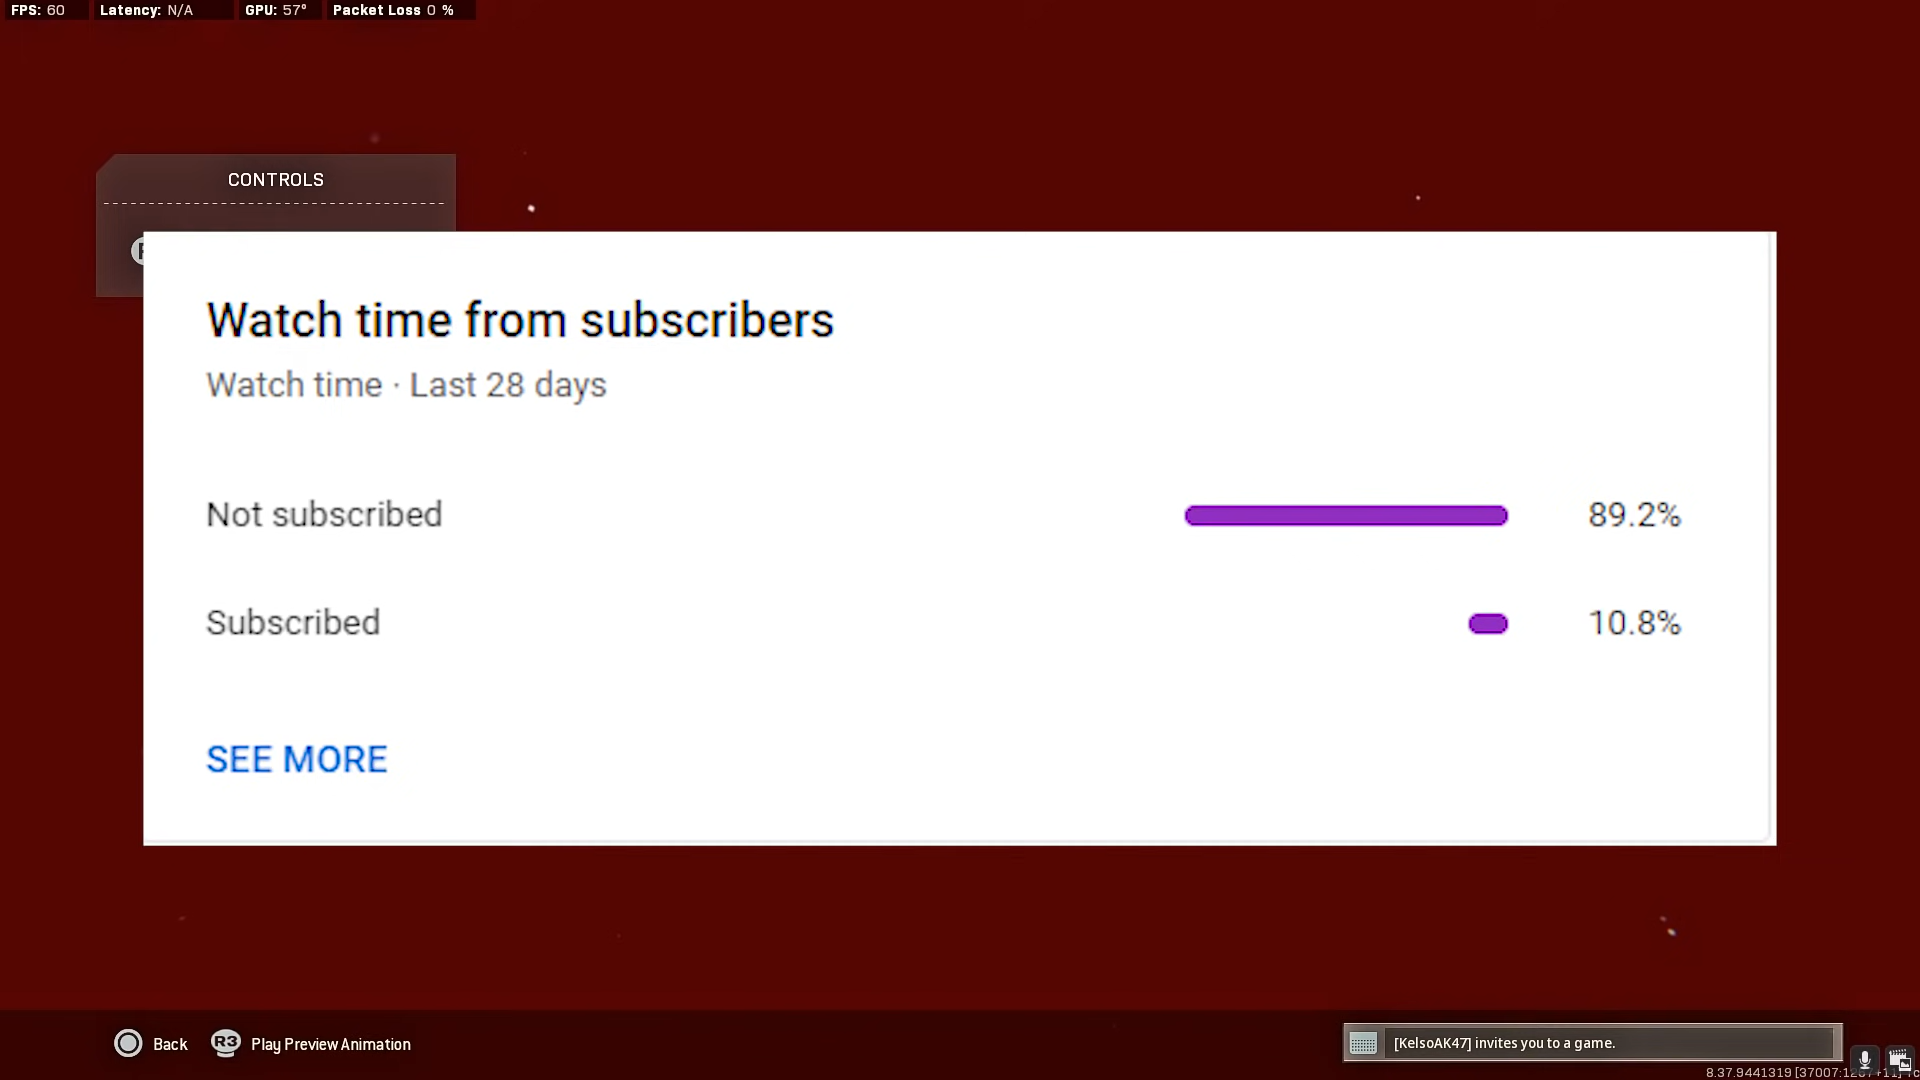 FPS: 60 Latency: N/A GPU: 57° Packet Loss 0 %
CONTROLS
Watch time from subscribers
Watch time · Last 28 days
Not subscribed 89.2%
Subscribed 10.8%
SEE MORE
Back R3 Play Preview Animation
[KelsoAK47] invites you to a game.